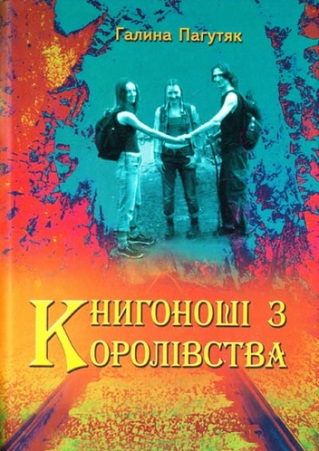 Галина Пагутяк
Книгоноші з
Королівства